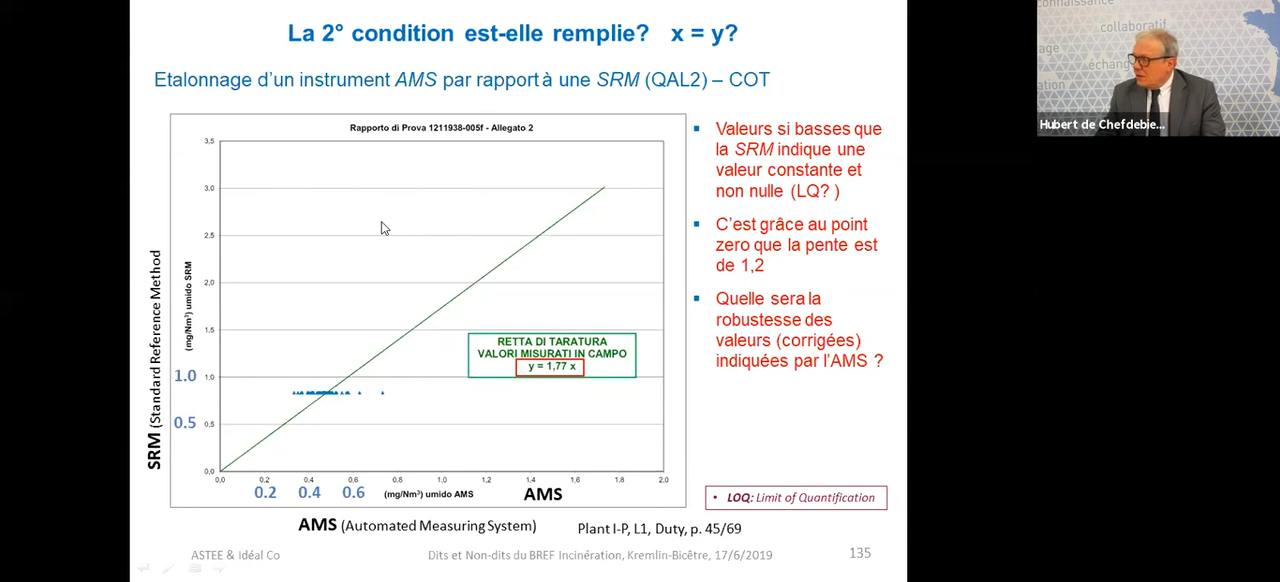 La 2° condition est-elle remplie?   x = y?
Etalonnage d'un instrument AMS par rapport à une SRM (QAL2) – COT
Rapporto di Prova 1211938-005f - Allegato 2
3,5
3,0
2,5
2,0
1,5
1,0
0,5
0,0
1.0
0.5
SRM (Standard Reference Method)
(mg/Nm³) umido SRM
RETTA DI TARATURA
VALORI MISURATI IN CAMPO
y = 1,77 x
0,0 0,2 0,4 0,6 0,8 1,0 1,2 1,4 1,6 1,8 2,0
0.2 0.4 0.6 (mg/Nm³) umido AMS AMS
AMS (Automated Measuring System)
Plant I-P, L1, Duty, p. 45/69
▪ Valeurs si basses que
la SRM indique une
valeur constante et
non nulle (LQ? )
▪ C'est grâce au point
zero que la pente est
de 1,2
▪ Quelle sera la
robustesse des
valeurs (corrigées)
indiquées par l'AMS ?
• LOQ: Limit of Quantification
ASTEE & Idéal Co
Dits et Non-dits du BREF Incinération, Kremlin-Bicêtre, 17/6/2019
135
connaissance
collaboratif
age
échang
ation
Hubert de Chefdebie...